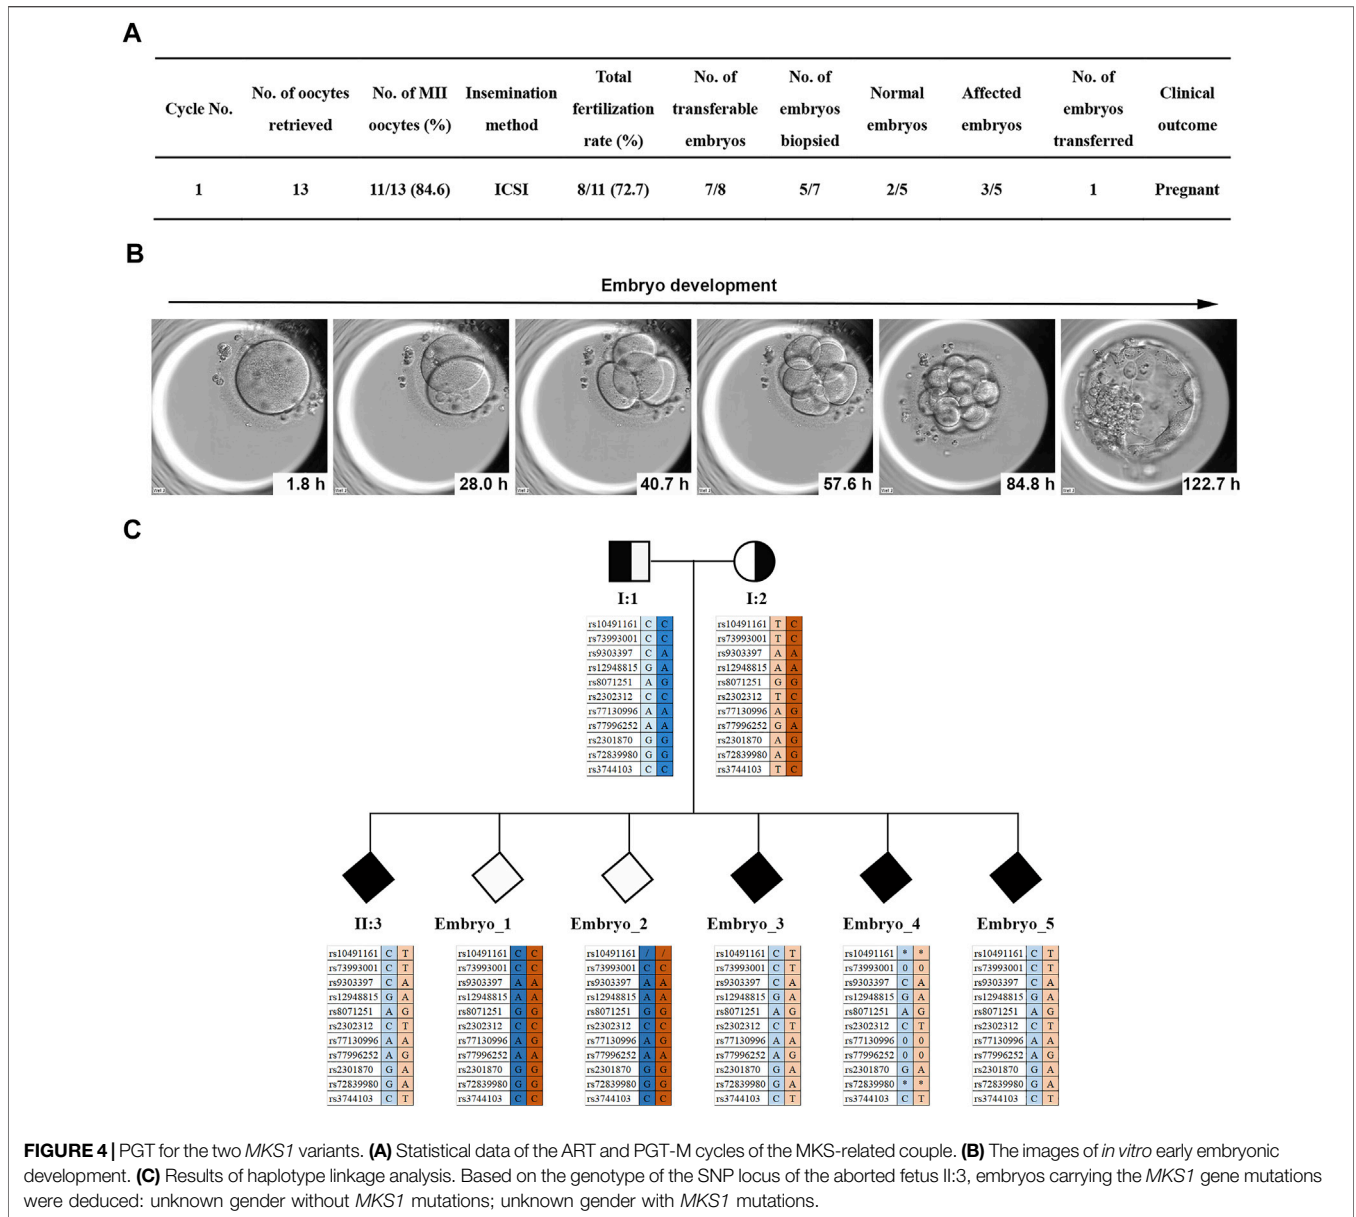 A
Cycle No. No. of oocytes retrieved No. of MII oocytes (%) Insemination method Total fertilization rate (%) No. of transferable embryos No. of embryos biopsied Normal embryos Affected embryos No. of embryos transferred Clinical outcome
1 13 11/13 (84.6) ICSI 8/11 (72.7) 7/8 5/7 2/5 3/5 1 Pregnant
B
Embryo development
1.8 h 28.0 h 40.7 h 57.6 h 84.8 h 122.7 h
C
I:1 I:2
rs10491161 C C rs10491161 T C
rs73993001 C C rs73993001 T C
rs9303397 C A rs9303397 A A
rs12948815 G A rs12948815 A A
rs8071251 A G rs8071251 G G
rs2302312 C C rs2302312 T C
rs77130996 A A rs77130996 A G
rs77996252 A A rs77996252 G A
rs2301870 G G rs2301870 A G
rs72839980 G G rs72839980 A G
rs3744103 C C rs3744103 T C
II:3 Embryo_1 Embryo_2 Embryo_3 Embryo_4 Embryo_5
rs10491161 C T rs10491161 C C rs10491161 / / rs10491161 C T rs10491161 * * rs10491161 C T
rs73993001 C T rs73993001 C C rs73993001 C C rs73993001 C T rs73993001 0 0 rs73993001 C T
rs9303397 C A rs9303397 A A rs9303397 A A rs9303397 C A rs9303397 C A rs9303397 C A
rs12948815 G A rs12948815 A A rs12948815 A A rs12948815 G A rs12948815 G A rs12948815 G A
rs8071251 A G rs8071251 G G rs8071251 G G rs8071251 A G rs8071251 A G rs8071251 A G
rs2302312 C T rs2302312 C C rs2302312 C C rs2302312 C T rs2302312 C T rs2302312 C T
rs77130996 A A rs77130996 A G rs77130996 A G rs77130996 A A rs77130996 0 0 rs77130996 A A
rs77996252 A G rs77996252 A A rs77996252 A A rs77996252 A G rs77996252 0 0 rs77996252 A G
rs2301870 G A rs2301870 G G rs2301870 G G rs2301870 G A rs2301870 G A rs2301870 G A
rs72839980 G A rs72839980 G G rs72839980 G G rs72839980 G A rs72839980 * * rs72839980 G A
rs3744103 C T rs3744103 C C rs3744103 C C rs3744103 C T rs3744103 C T rs3744103 C T
FIGURE 4 | PGT for the two MKS1 variants. (A) Statistical data of the ART and PGT-M cycles of the MKS-related couple. (B) The images of in vitro early embryonic
development. (C) Results of haplotype linkage analysis. Based on the genotype of the SNP locus of the aborted fetus II:3, embryos carrying the MKS1 gene mutations
were deduced: unknown gender without MKS1 mutations; unknown gender with MKS1 mutations.